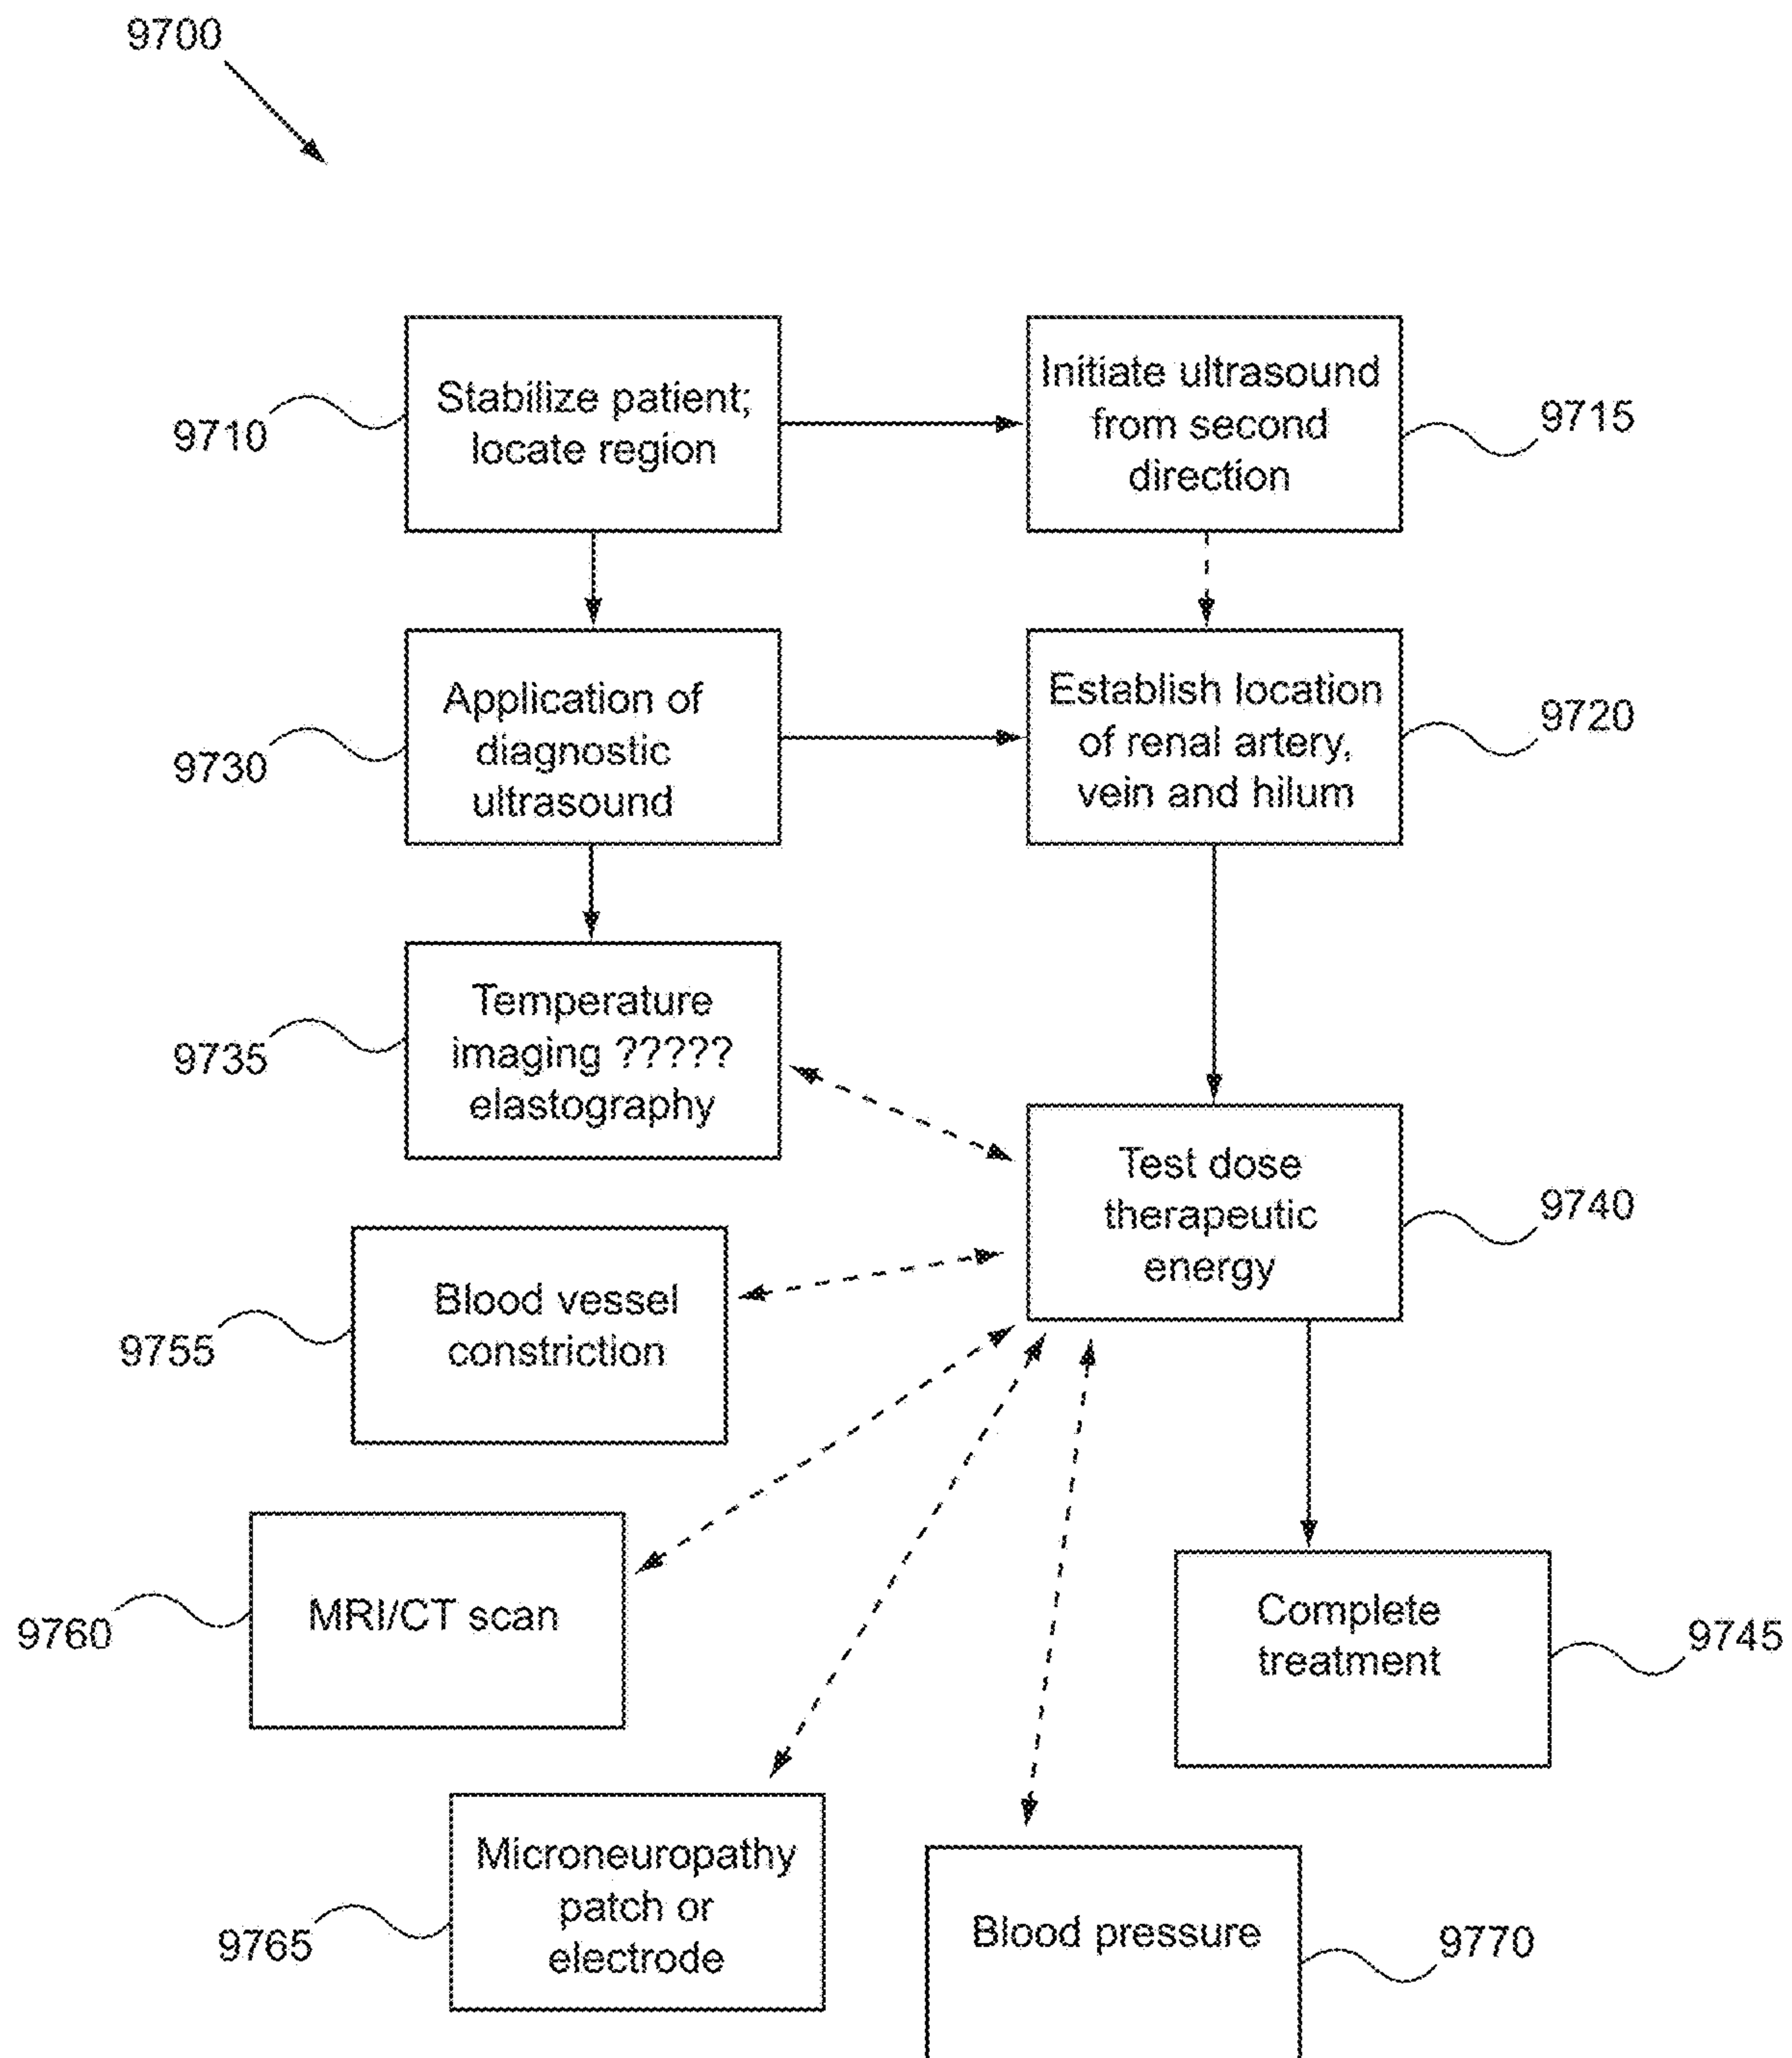 9700
Stabilize patient;
locate region
9710
Initiate ultrasound
from second
direction
9715
Application of
diagnostic
ultrasound
9730
Establish location
of renal artery,
vein and hilum
9720
Temperature
imaging ?????
elastography
9735
Test dose
therapeutic
energy
9740
Blood vessel
constriction
9755
MRI/CT scan
9760
Complete
treatment
9745
Microneuropathy
patch or
electrode
9765
Blood pressure
9770